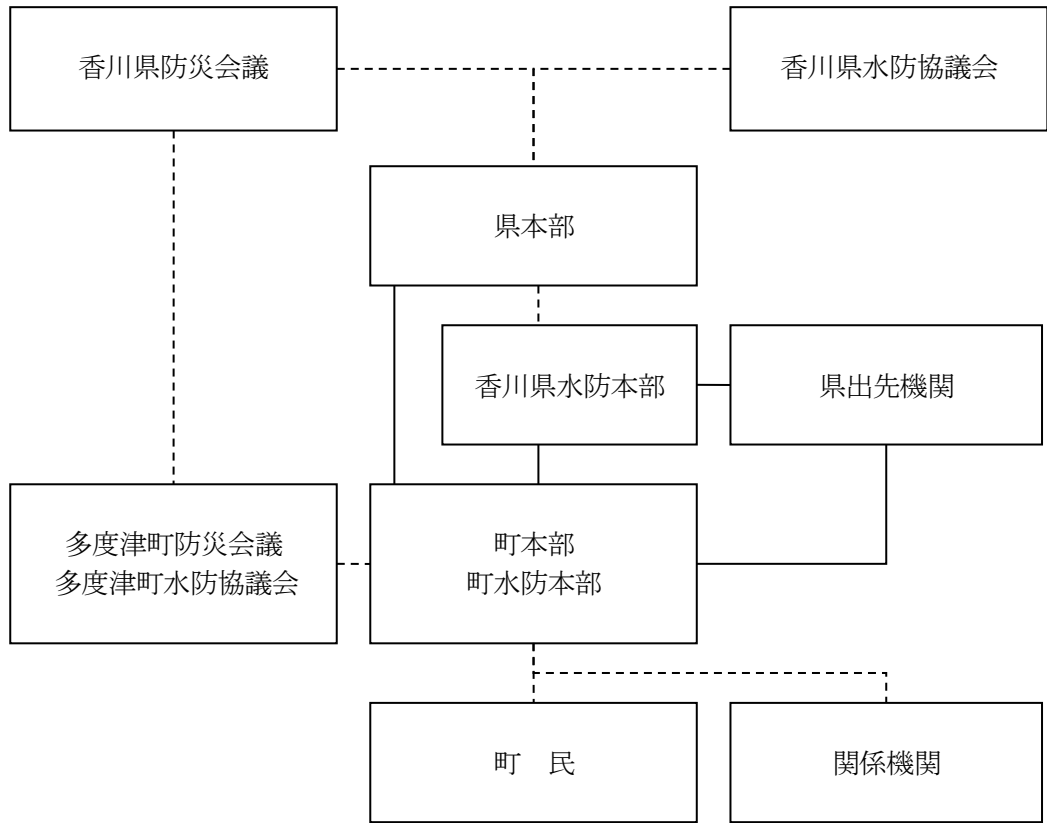 香川県防災会議
香川県水防協議会
県本部
香川県水防本部
県出先機関
多度津町防災会議
多度津町水防協議会
町本部
町水防本部
町　民
関係機関